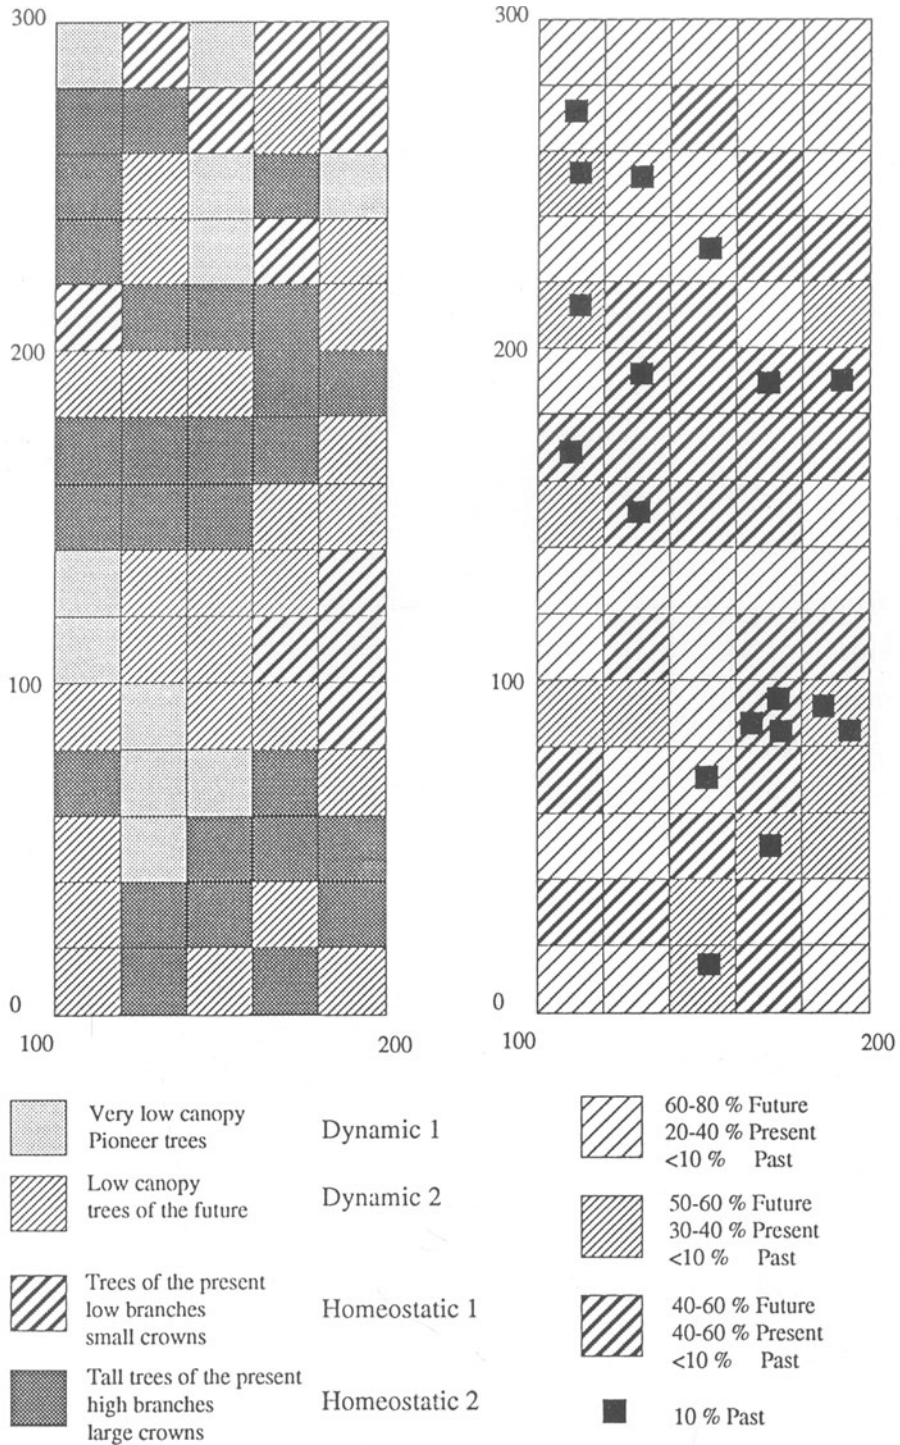 300
200
100
0
100
200
300
200
100
0
100
200
Very low canopy
Pioneer trees
Dynamic 1
Low canopy
trees of the future
Dynamic 2
Trees of the present
low branches
small crowns
Homeostatic 1
Tall trees of the present
high branches
large crowns
Homeostatic 2
60-80 % Future
20-40 % Present
<10 % Past
50-60 % Future
30-40 % Present
<10 % Past
40-60 % Future
40-60 % Present
<10 % Past
10 % Past